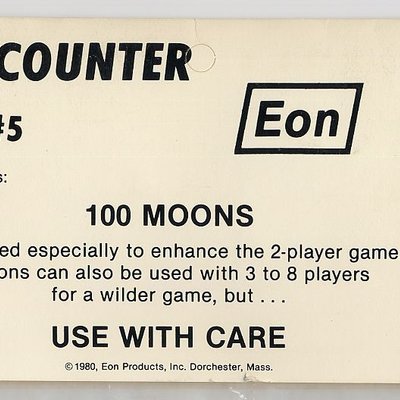 COUNTER
#5
Eon
s:
100 MOONS
ed especially to enhance the 2-player game
ons can also be used with 3 to 8 players
for a wilder game, but . . .
USE WITH CARE
©1980, Eon Products, Inc. Dorchester, Mass.